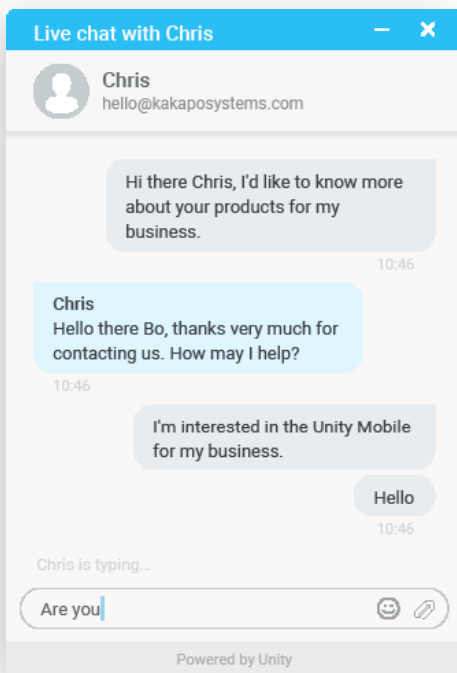 Live chat with Chris
Chris
hello@kakaposystems.com
Hi there Chris, I'd like to know more
about your products for my
business.
10:46
Chris
Hello there Bo, thanks very much for
contacting us. How may I help?
10:46
I'm interested in the Unity Mobile
for my business.
Hello
10:46
Chris is typing...
Are you
Powered by Unity